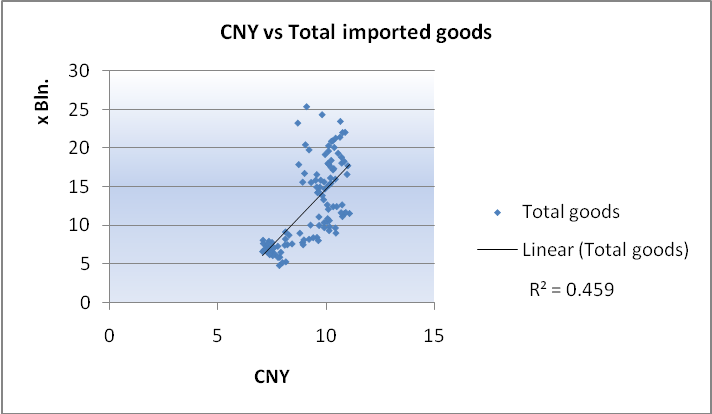 CNY vs Total imported goods
x Bln.
30
25
20
15
10
5
0
0 5 10 15
CNY
Total goods
Linear (Total goods)
R² = 0.459